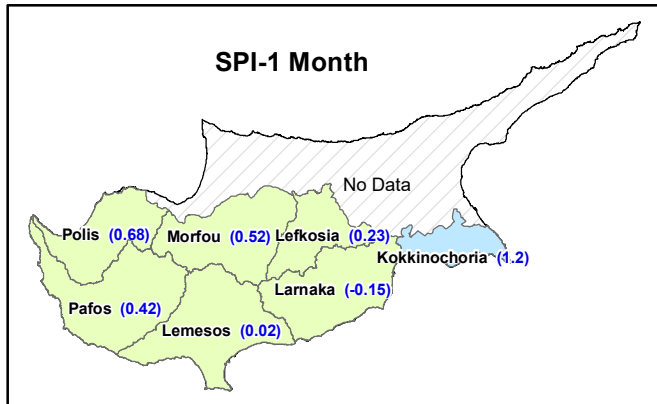 SPI-1 Month
No Data
Polis (0.68)
Morfou (0.52)
Lefkosia (0.23)
Kokkinochoria (1.2)
Larnaka (-0.15)
Pafos (0.42)
Lemesos (0.02)